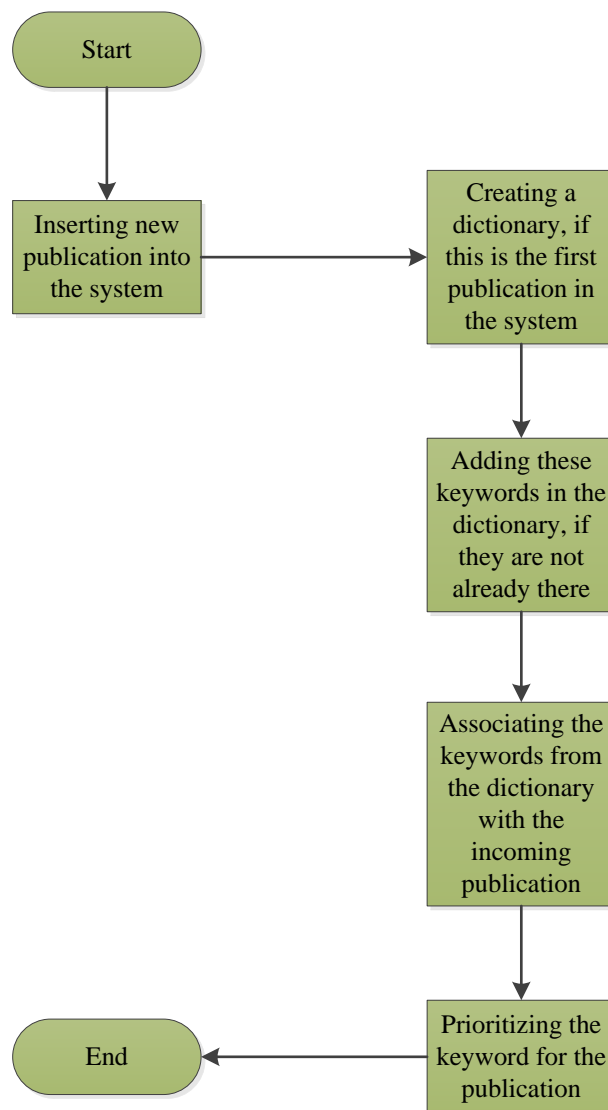 Start
Inserting new
publication into
the system
Creating a
dictionary, if
this is the first
publication in
the system
Adding these
keywords in the
dictionary, if
they are not
already there
Associating the
keywords from
the dictionary
with the
incoming
publication
Prioritizing the
keyword for the
publication
End